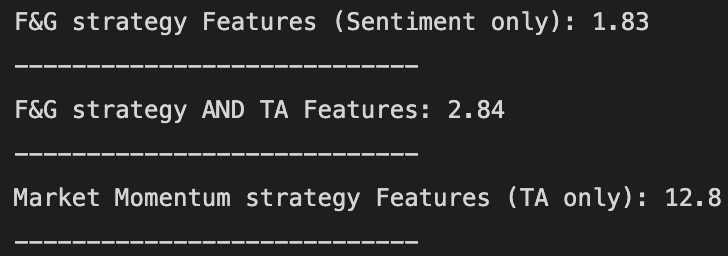 F&G strategy Features (Sentiment only): 1.83
----------------------------
F&G strategy AND TA Features: 2.84
----------------------------
Market Momentum strategy Features (TA only): 12.8
----------------------------